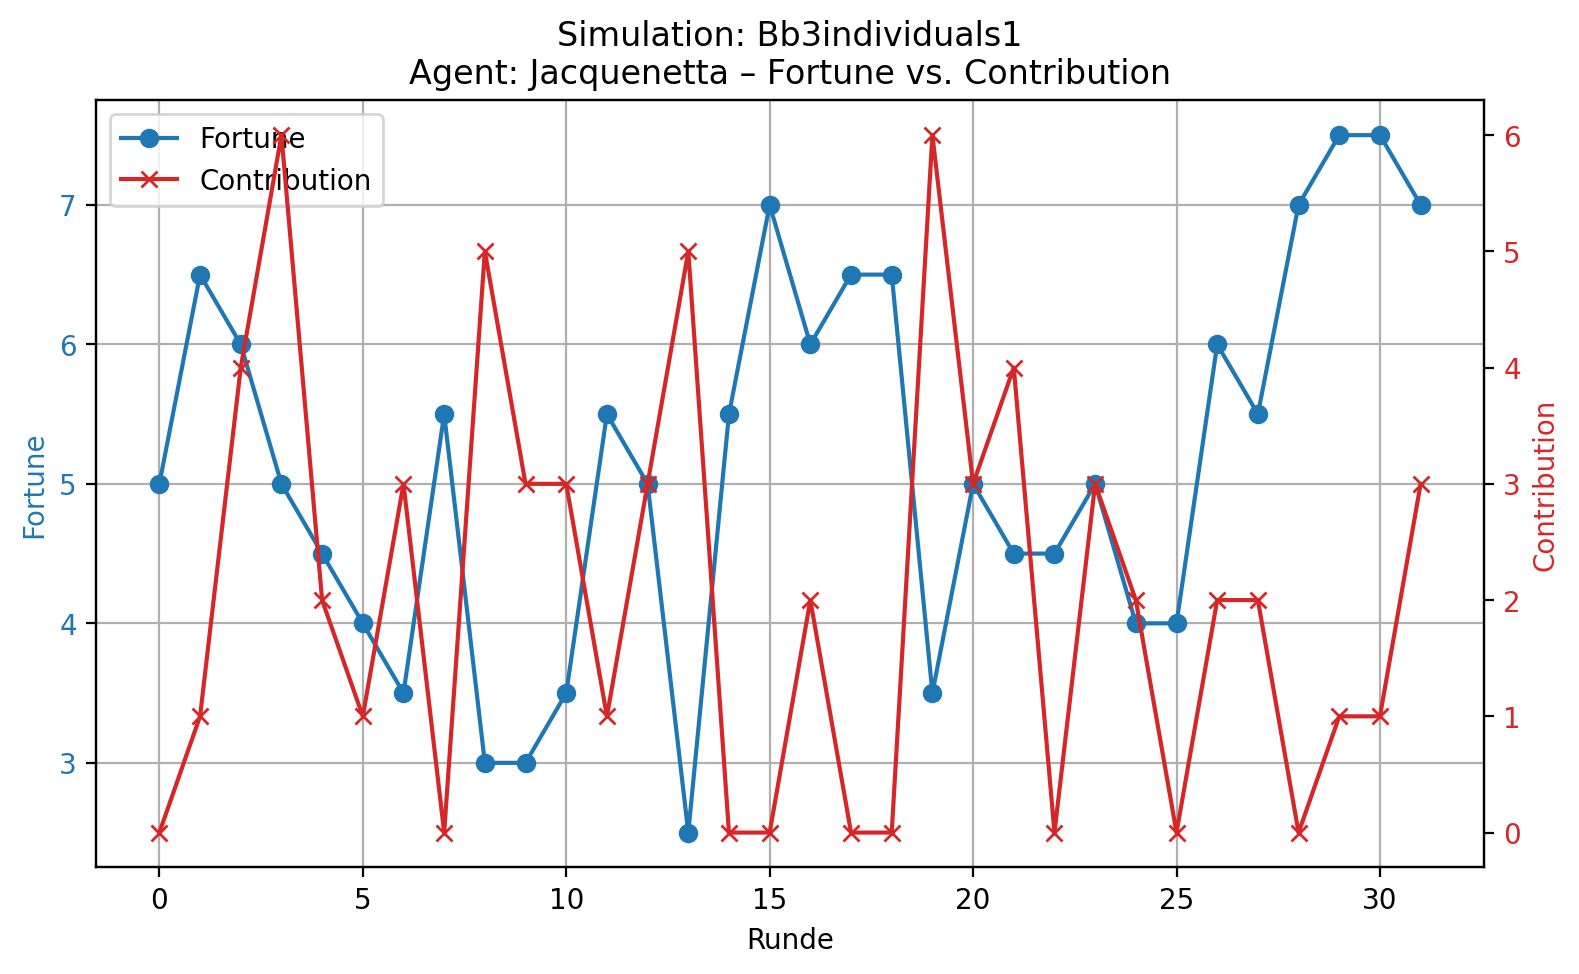 Simulation: Bb3individuals1
Agent: Jacquenetta – Fortune vs. Contribution
Fortune
Contribution
7
6
5
4
3
Fortune
6
5
4
3
2
1
0
Contribution
0 5 10 15 20 25 30
Runde